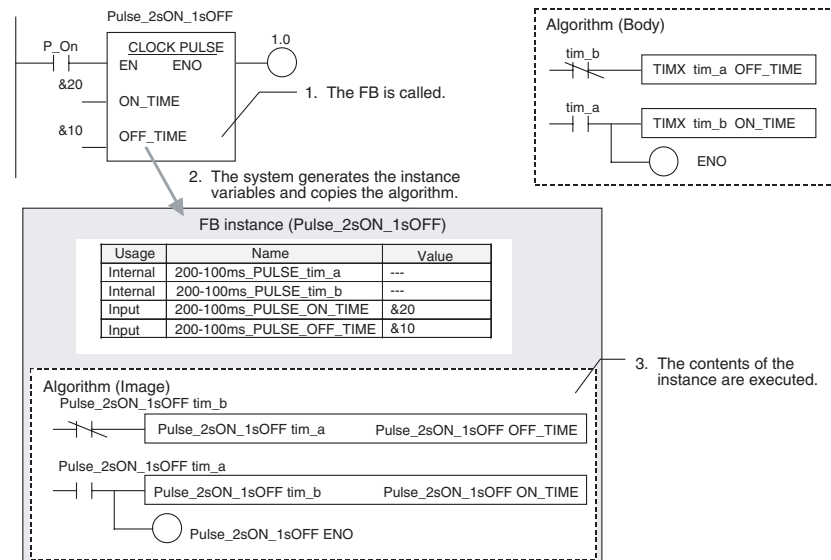 Pulse_2sON_1sOFF
P_On
CLOCK PULSE
1.0
EN ENO
&20
ON_TIME
&10
OFF_TIME
1. The FB is called.
2. The system generates the instance
variables and copies the algorithm.
Algorithm (Body)
tim_b
TIMX tim_a OFF_TIME
tim_a
TIMX tim_b ON_TIME
ENO
FB instance (Pulse_2sON_1sOFF)
Usage Name Value
Internal 200-100ms_PULSE_tim_a ---
Internal 200-100ms_PULSE_tim_b ---
Input 200-100ms_PULSE_ON_TIME &20
Input 200-100ms_PULSE_OFF_TIME &10
3. The contents of the
instance are executed.
Algorithm (Image)
Pulse_2sON_1sOFF tim_b
Pulse_2sON_1sOFF tim_a Pulse_2sON_1sOFF OFF_TIME
Pulse_2sON_1sOFF tim_a
Pulse_2sON_1sOFF tim_b Pulse_2sON_1sOFF ON_TIME
Pulse_2sON_1sOFF ENO